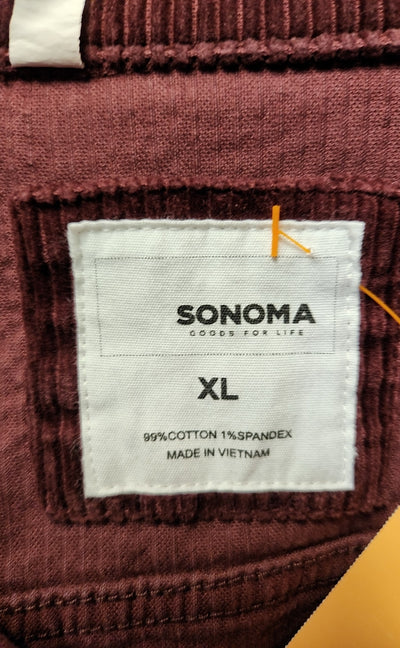 SONOMA
GOODS FOR LIFE
XL
99%COTTON 1%SPANDEX
MADE IN VIETNAM